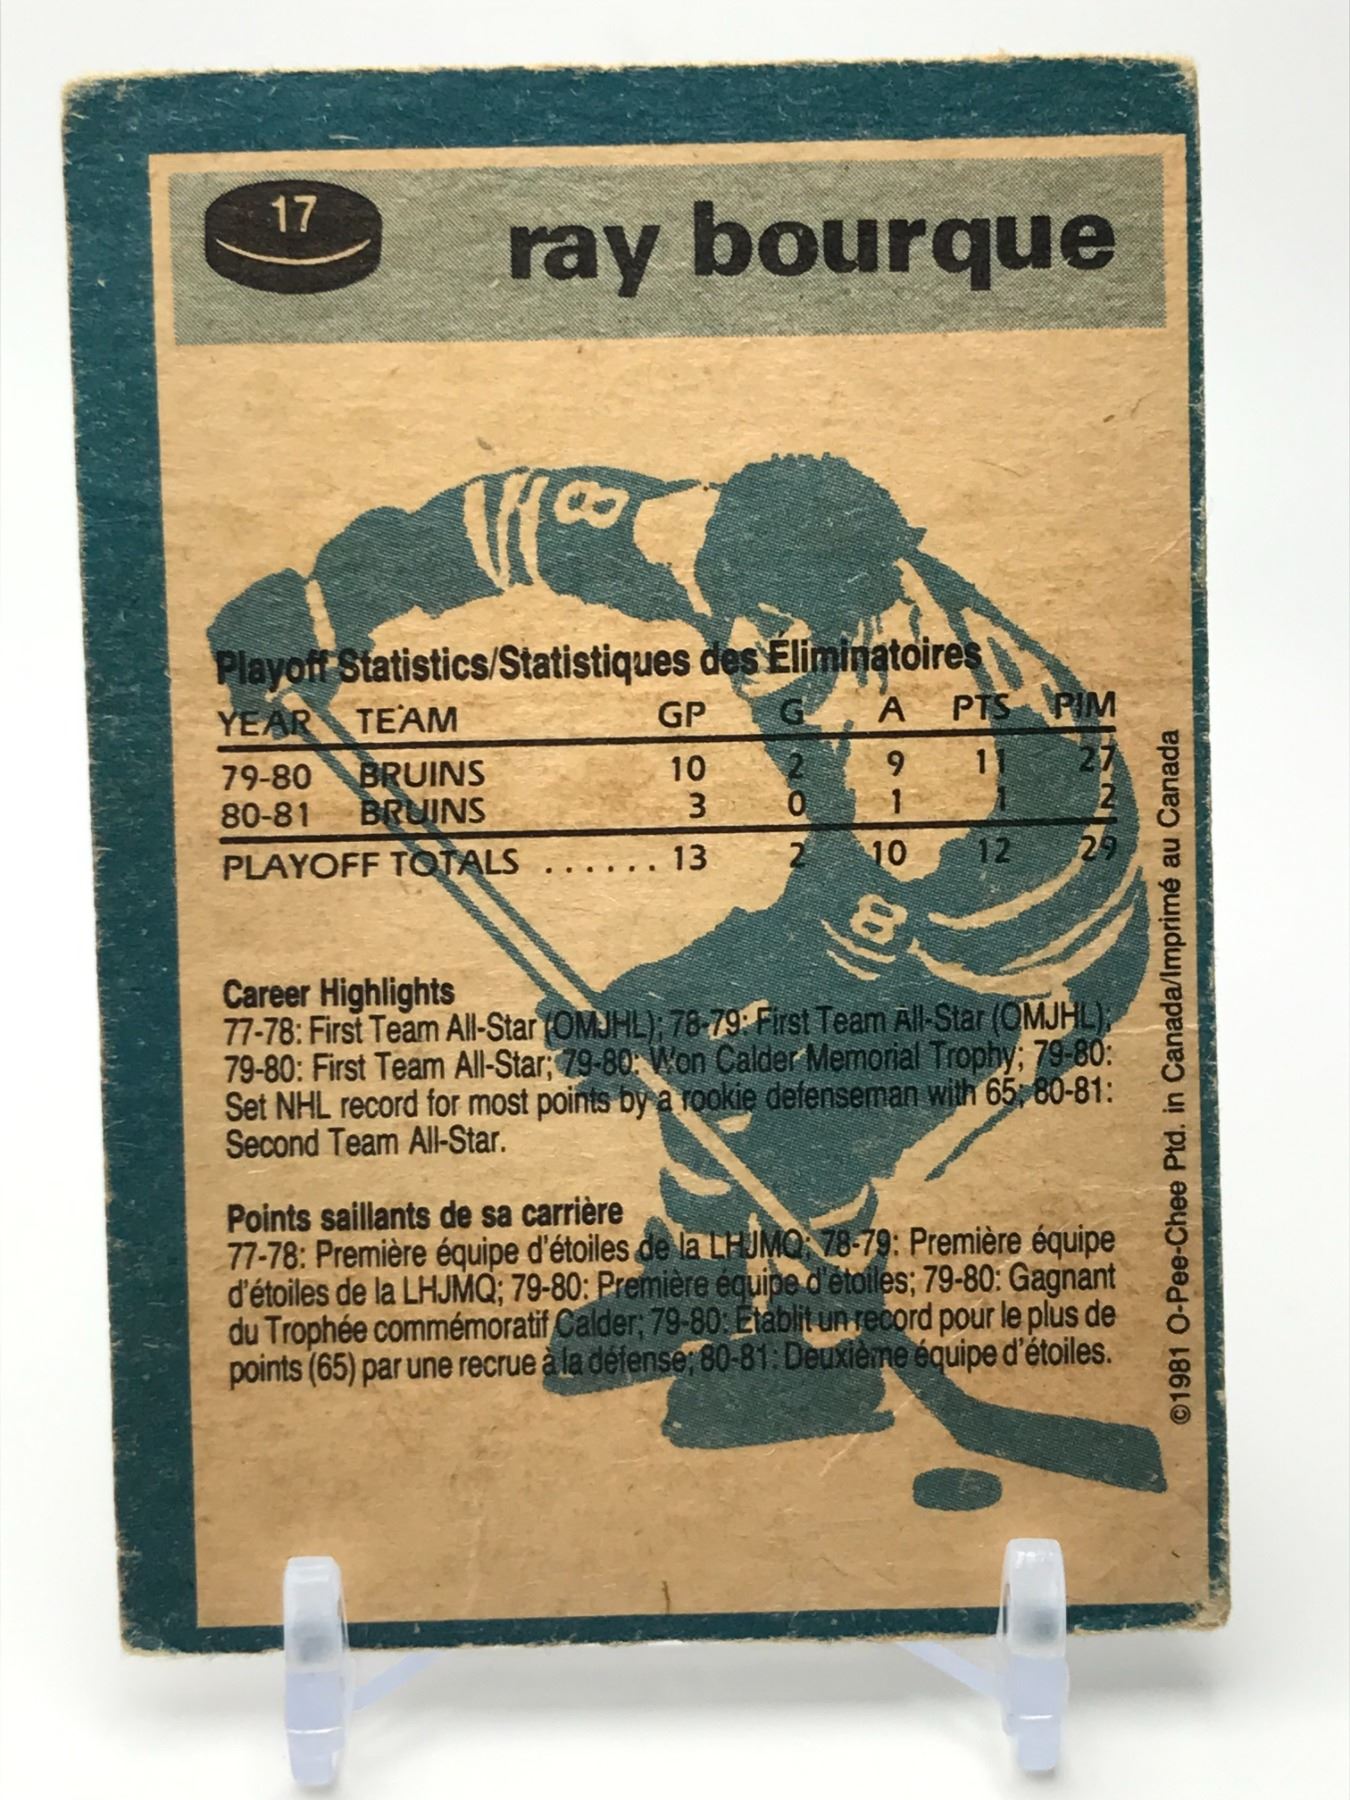 17
ray bourque
8
Playoff Statistics/Statistiques des Éliminatoires
YEAR TEAM GP G A PTS PIM
79-80 BRUINS 10 2 9 11 27
80-81 BRUINS 3 0 1 1 2
PLAYOFF TOTALS ...... 13 2 10 12 29
8
Career Highlights
77-78: First Team All-Star (OMJHL); 78-79: First Team All-Star (OMJHL);
79-80: First Team All-Star; 79-80: Won Calder Memorial Trophy; 79-80:
Set NHL record for most points by a rookie defenseman with 65; 80-81:
Second Team All-Star.
Points saillants de sa carrière
77-78: Première équipe d'étoiles de la LHJMQ; 78-79: Première équipe
d'étoiles de la LHJMQ; 79-80: Première équipe d'étoiles; 79-80: Gagnant
du Trophée commémoratif Calder; 79-80: Établit un record pour le plus de
points (65) par une recrue à la défense; 80-81: Deuxième équipe d'étoiles.
©1981 O-Pee-Chee Ptd. in Canada/Imprimé au Canada